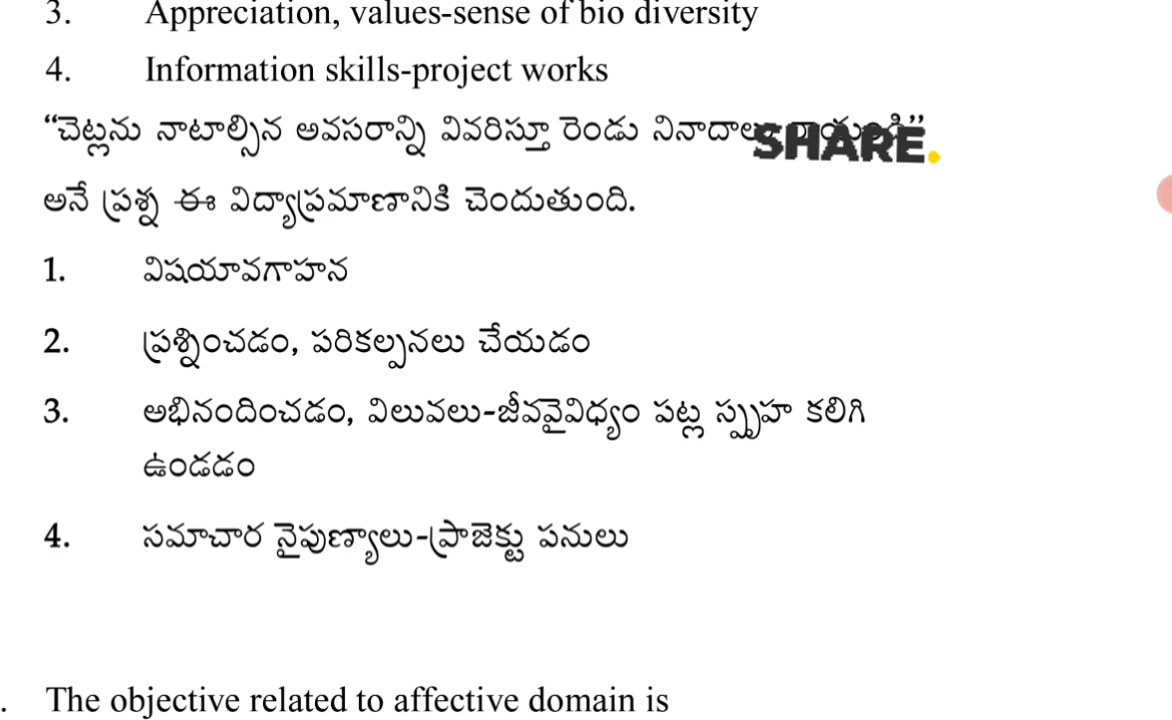 3. Appreciation, values-sense of bio diversity
4. Information skills-project works
“చెట్లను నాటాల్సిన అవసరాన్ని వివరిస్తూ రెండు నినాదాలు
SHARE.
అనే ప్రశ్న ఈ విద్యాప్రమాణానికి చెందుతుంది.
1. విషయావగాహన
2. ప్రశ్నించడం, పరికల్పనలు చేయడం
3. అభినందించడం, విలువలు-జీవవైవిధ్యం పట్ల స్పృహ కలిగి
ఉండడం
4. సమాచార నైపుణ్యాలు-ప్రాజెక్టు పనులు
. The objective related to affective domain is